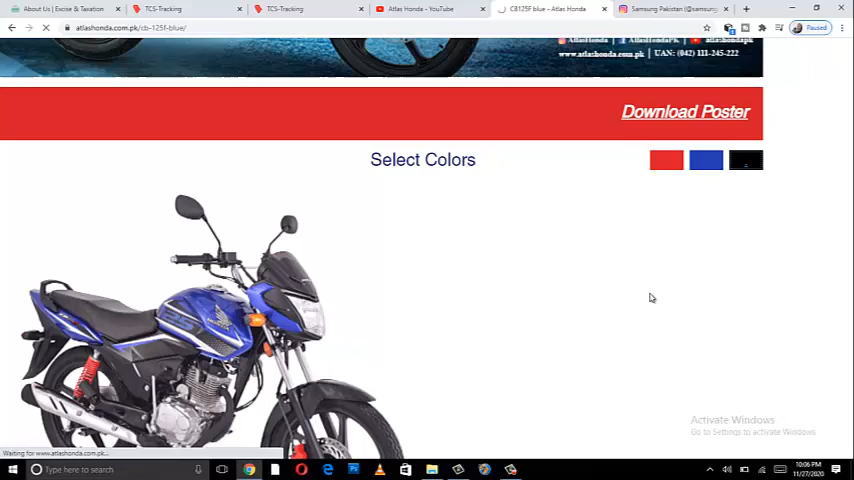 About Us | Excise & Taxation
TCS-Tracking
TCS-Tracking
Atlas Honda - YouTube
CB125F blue - Atlas Honda
Samsung Pakistan (@samsung
atlashonda.com.pk/cb-125f-blue/
Paused
www.atlashonda.com.pk | UAN: (042) 111-245-222
Download Poster
Select Colors
Activate Windows
Go to Settings to activate Windows
Waiting for www.atlashonda.com.pk...
Type here to search
10:06 PM
11/27/2020